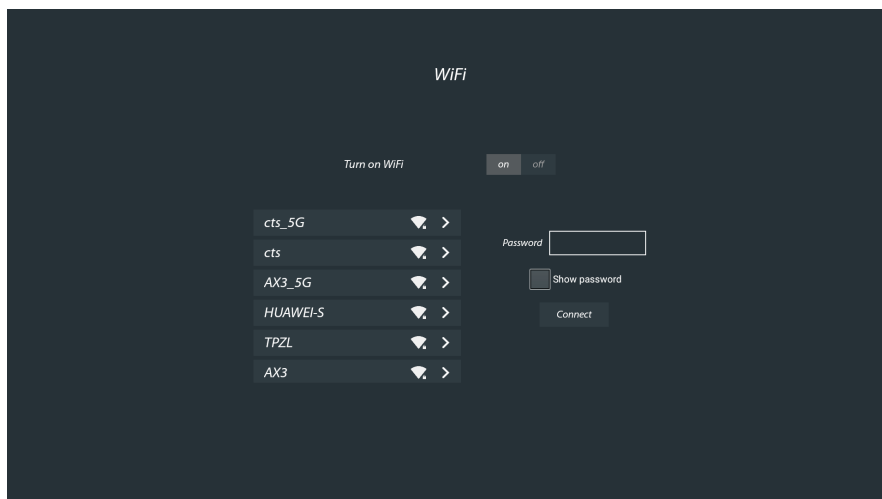 WiFi
Turn on WiFi on off
cts_5G
cts
AX3_5G
HUAWEI-S
TPZL
AX3
Password
Show password
Connect